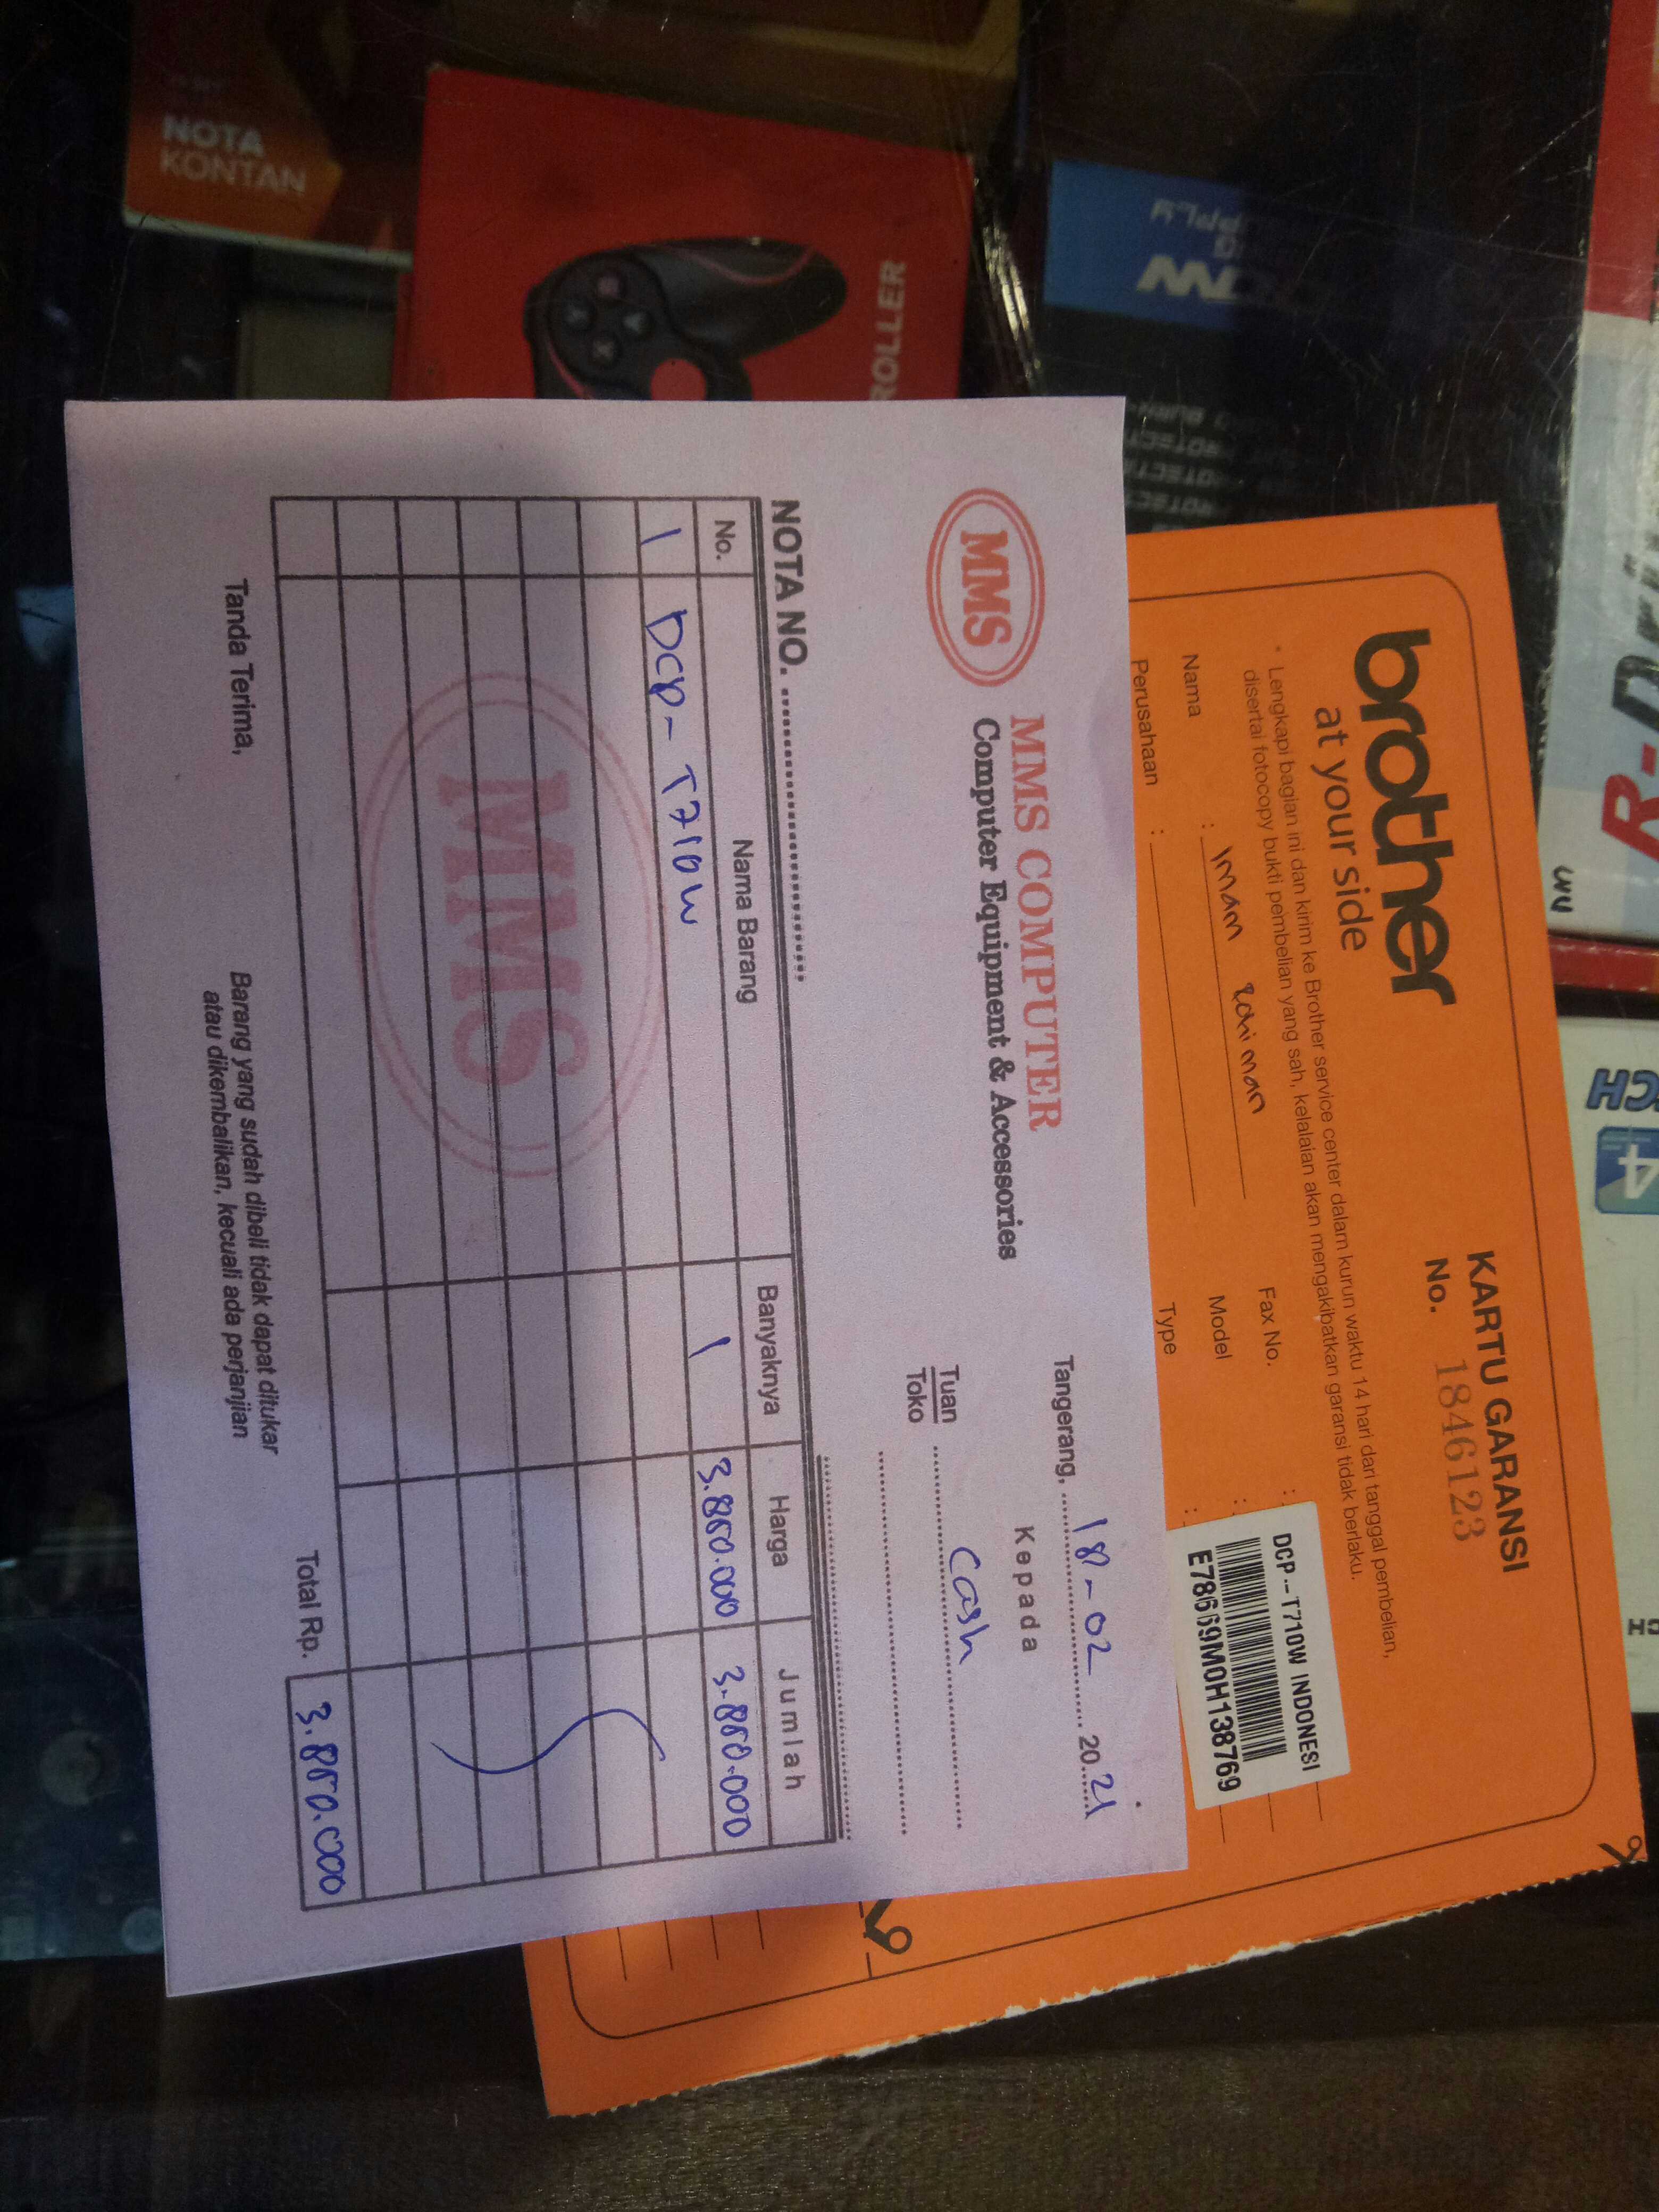 NOTA
KONTAN
ROLLER
brother
at your side
KARTU GARANSI
No. 1846123
* Lengkapi bagian ini dan kirim ke Brother service center dalam kurun waktu 14 hari dari tanggal pembelian,
disertai fotocopy bukti pembelian yang sah, kelalaian akan mengakibatkan garansi tidak berlaku.
Nama : Iman Rohiman
Perusahaan :
Fax No. :
Model :
Type :
DCP-T710W INDONESI
E78669M0H138769
MMS
MMS COMPUTER
Computer Equipment & Accessories
Tangerang, 18-02 2021
Kepada
Tuan Cash
Toko
NOTA NO.
No. Nama Barang Banyaknya Harga Jumlah
1 DCP-T710W 1 3.850.000 3.850.000
MMS
Total Rp. 3.850.000
Tanda Terima,
Barang yang sudah dibeli tidak dapat ditukar
atau dikembalikan, kecuali ada perjanjian